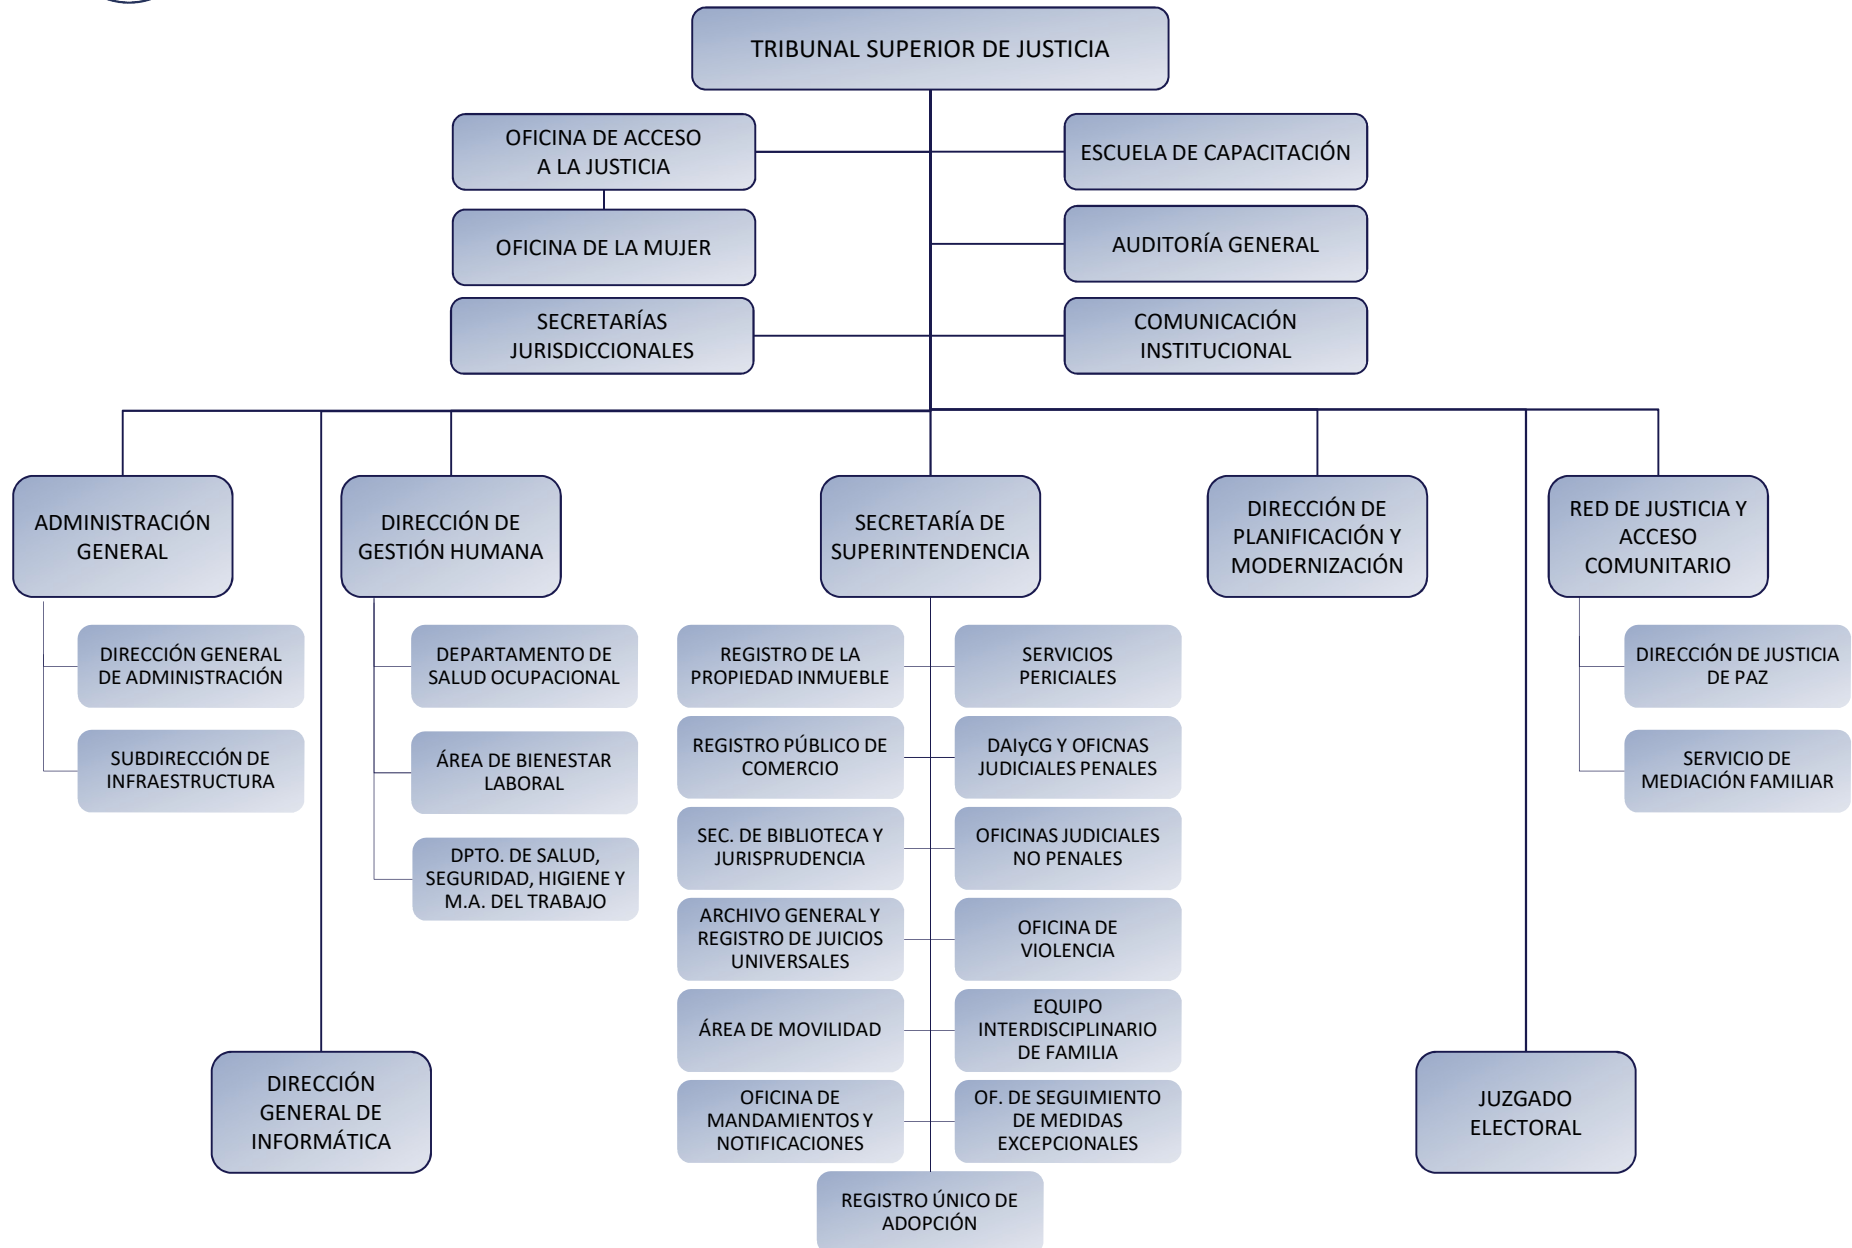 TRIBUNAL SUPERIOR DE JUSTICIA
OFICINA DE ACCESO
A LA JUSTICIA
ESCUELA DE CAPACITACIÓN
OFICINA DE LA MUJER
AUDITORÍA GENERAL
SECRETARÍAS
JURISDICCIONALES
COMUNICACIÓN
INSTITUCIONAL
ADMINISTRACIÓN
GENERAL
DIRECCIÓN DE
GESTIÓN HUMANA
SECRETARÍA DE
SUPERINTENDENCIA
DIRECCIÓN DE
PLANIFICACIÓN Y
MODERNIZACIÓN
RED DE JUSTICIA Y
ACCESO
COMUNITARIO
DIRECCIÓN GENERAL
DE ADMINISTRACIÓN
SUBDIRECCIÓN DE
INFRAESTRUCTURA
DEPARTAMENTO DE
SALUD OCUPACIONAL
ÁREA DE BIENESTAR
LABORAL
DPTO. DE SALUD,
SEGURIDAD, HIGIENE Y
M.A. DEL TRABAJO
REGISTRO DE LA
PROPIEDAD INMUEBLE
SERVICIOS
PERICIALES
REGISTRO PÚBLICO DE
COMERCIO
DAIyCG Y OFICNAS
JUDICIALES PENALES
SEC. DE BIBLIOTECA Y
JURISPRUDENCIA
OFICINAS JUDICIALES
NO PENALES
ARCHIVO GENERAL Y
REGISTRO DE JUICIOS
UNIVERSALES
OFICINA DE
VIOLENCIA
ÁREA DE MOVILIDAD
EQUIPO
INTERDISCIPLINARIO
DE FAMILIA
OFICINA DE
MANDAMIENTOS Y
NOTIFICACIONES
OF. DE SEGUIMIENTO
DE MEDIDAS
EXCEPCIONALES
REGISTRO ÚNICO DE
ADOPCIÓN
DIRECCIÓN DE JUSTICIA
DE PAZ
SERVICIO DE
MEDIACIÓN FAMILIAR
DIRECCIÓN
GENERAL DE
INFORMÁTICA
JUZGADO
ELECTORAL